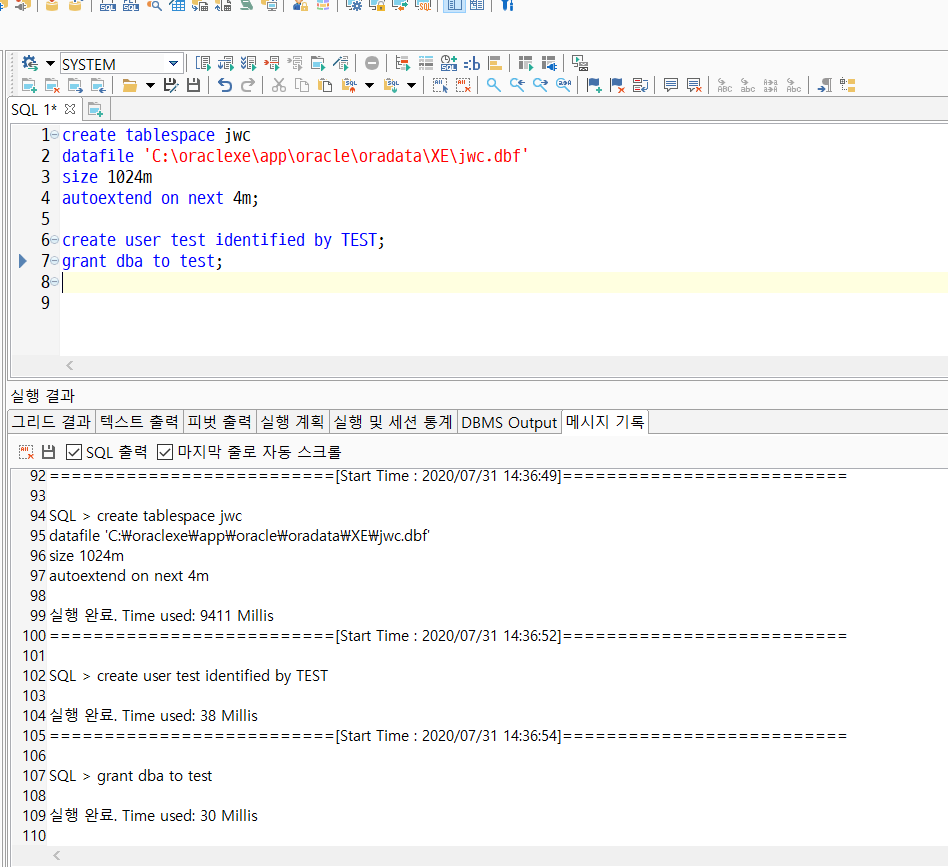 SYSTEM
SQL 1*
1 create tablespace jwc
2 datafile 'C:\oraclexe\app\oracle\oradata\XE\jwc.dbf'
3 size 1024m
4 autoextend on next 4m;
5
6 create user test identified by TEST;
7 grant dba to test;
8
9
실행 결과
그리드 결과 텍스트 출력 피벗 출력 실행 계획 실행 및 세션 통계 DBMS Output 메시지 기록
SQL 출력 마지막 줄로 자동 스크롤
92 ==========================[Start Time : 2020/07/31 14:36:49]==========================
93
94 SQL > create tablespace jwc
95 datafile 'C:₩oraclexe₩app₩oracle₩oradata₩XE₩jwc.dbf'
96 size 1024m
97 autoextend on next 4m
98
99 실행 완료. Time used: 9411 Millis
100 ==========================[Start Time : 2020/07/31 14:36:52]==========================
101
102 SQL > create user test identified by TEST
103
104 실행 완료. Time used: 38 Millis
105 ==========================[Start Time : 2020/07/31 14:36:54]==========================
106
107 SQL > grant dba to test
108
109 실행 완료. Time used: 30 Millis
110